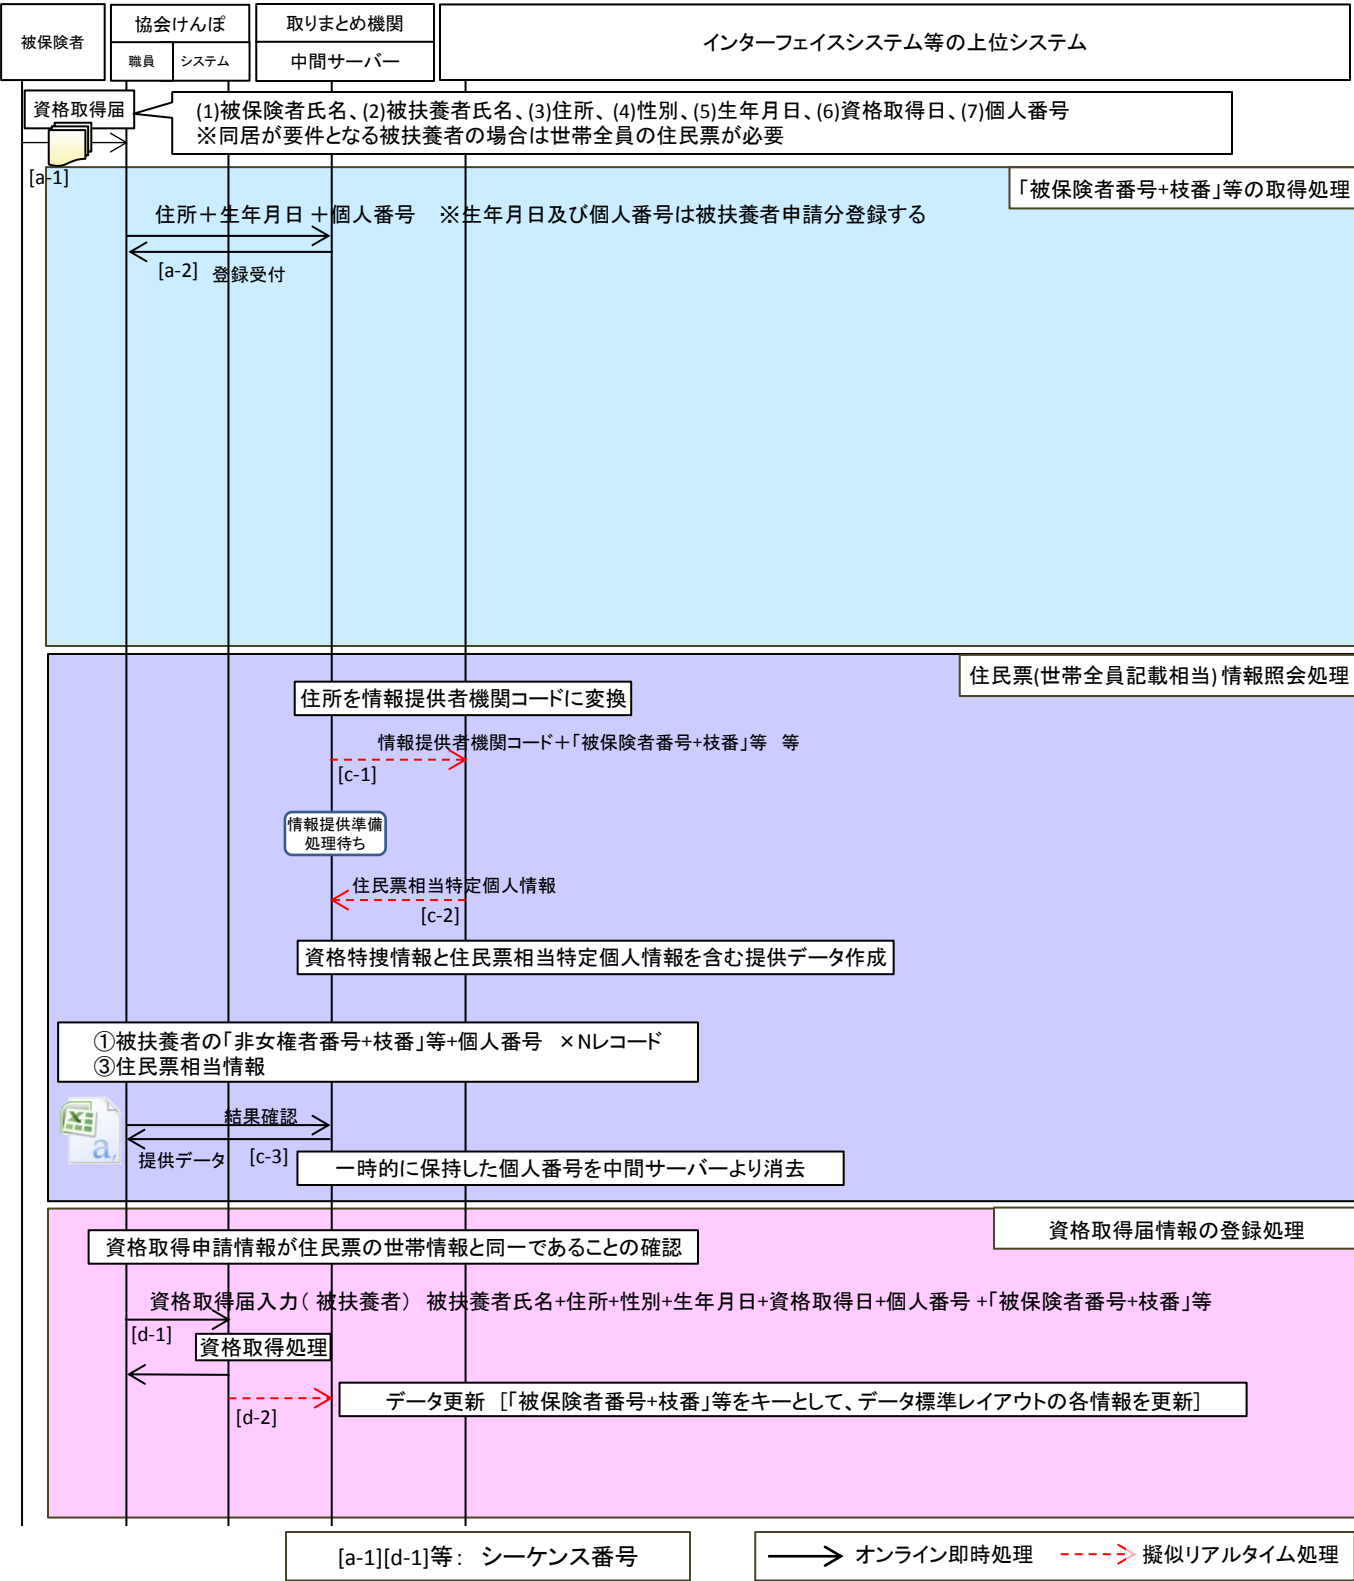 被保険者
協会けんぽ
職員
システム
取りまとめ機関
中間サーバー
インターフェイスシステム等の上位システム
資格取得届
(1)被保険者氏名、(2)被扶養者氏名、(3)住所、(4)性別、(5)生年月日、(6)資格取得日、(7)個人番号
※同居が要件となる被扶養者の場合は世帯全員の住民票が必要
[a-1]
「被保険者番号+枝番」等の取得処理
住所＋生年月日＋個人番号　※生年月日及び個人番号は被扶養者申請分登録する
[a-2]
登録受付
住民票(世帯全員記載相当)情報照会処理
住所を情報提供者機関コードに変換
情報提供者機関コード＋「被保険者番号+枝番」等　等
[c-1]
情報提供準備
処理待ち
住民票相当特定個人情報
[c-2]
資格特捜情報と住民票相当特定個人情報を含む提供データ作成
①被扶養者の「非女権者番号+枝番」等+個人番号　×Nレコード
③住民票相当情報
結果確認
提供データ
[c-3]
一時的に保持した個人番号を中間サーバーより消去
資格取得届情報の登録処理
資格取得申請情報が住民票の世帯情報と同一であることの確認
資格取得届入力（被扶養者）　被扶養者氏名+住所+性別+生年月日+資格取得日+個人番号+「被保険者番号+枝番」等
[d-1]
資格取得処理
[d-2]
データ更新［「被保険者番号+枝番」等をキーとして、データ標準レイアウトの各情報を更新］
[a-1][d-1]等：　シーケンス番号
オンライン即時処理
擬似リアルタイム処理